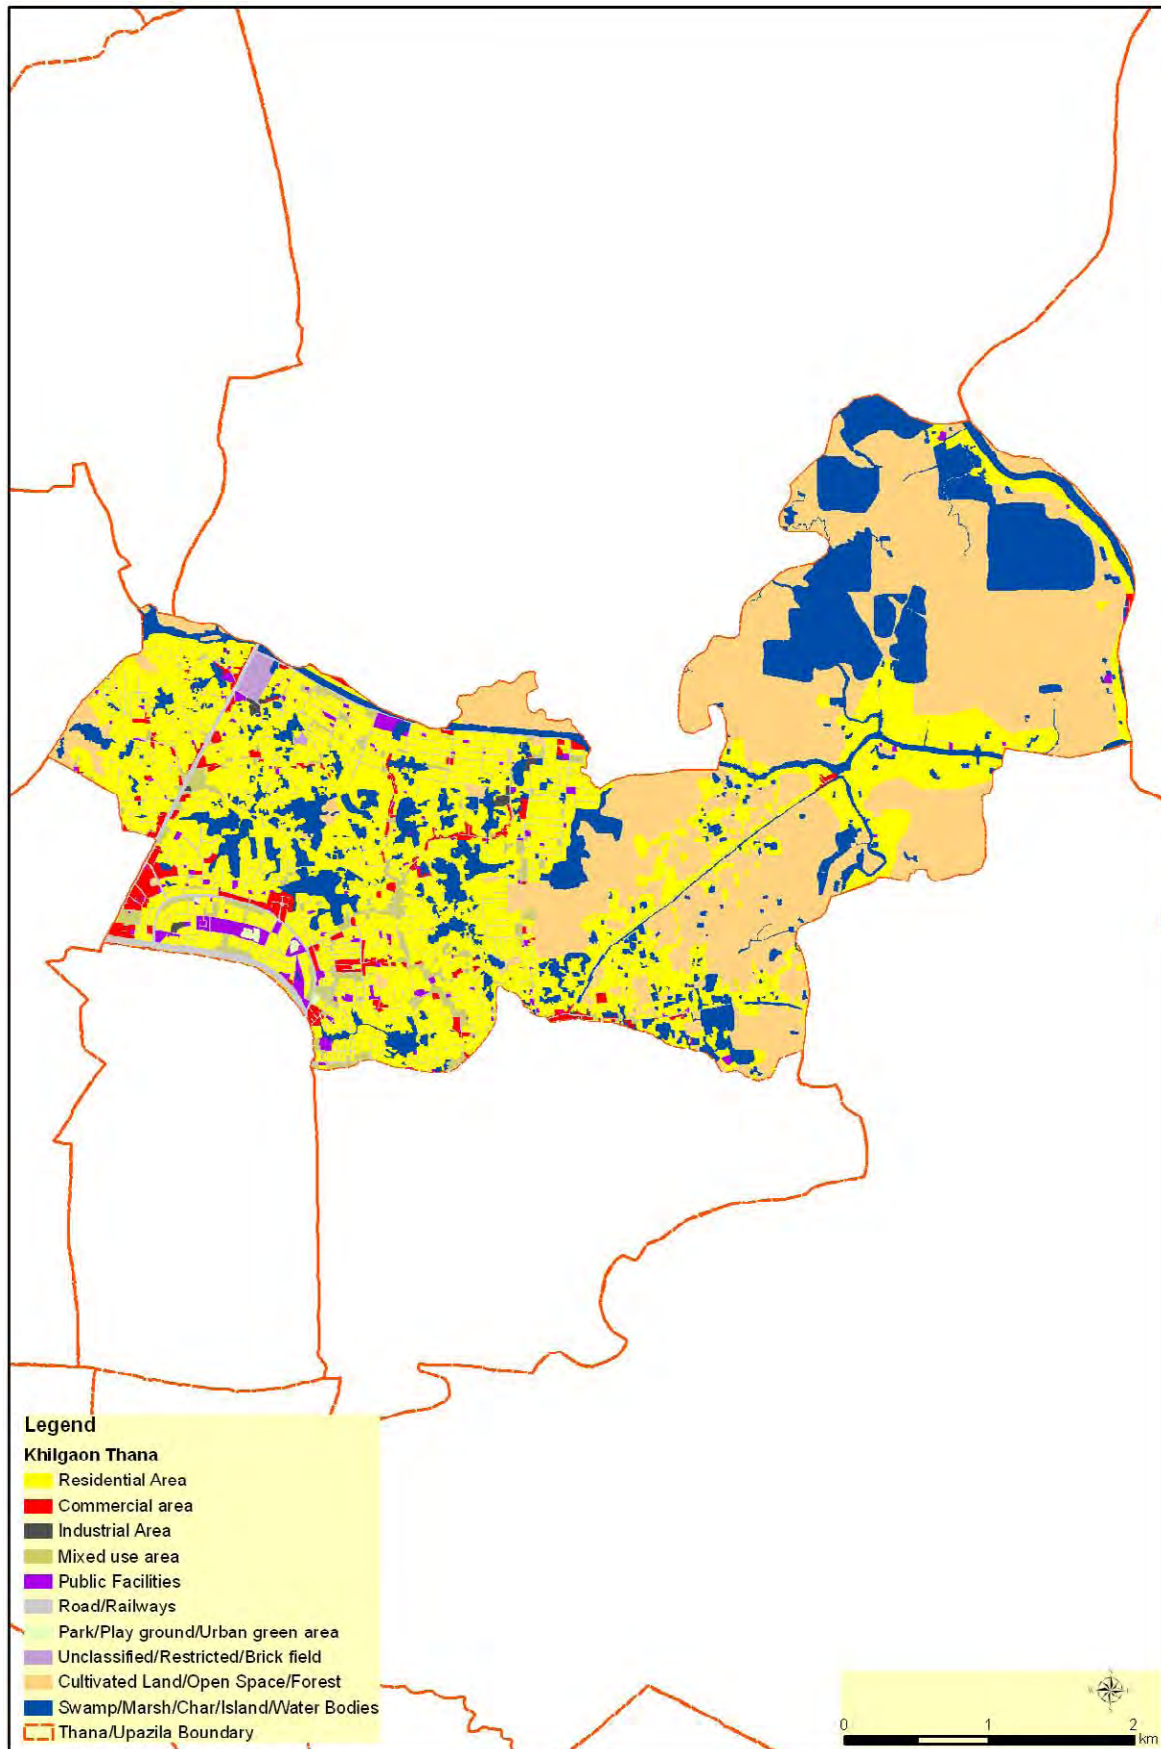 Legend
Khilgaon Thana
Residential Area
Commercial area
Industrial Area
Mixed use area
Public Facilities
Road/Railways
Park/Play ground/Urban green area
Unclassified/Restricted/Brick field
Cultivated Land/Open Space/Forest
Swamp/Marsh/Char/Island/Water Bodies
Thana/Upazila Boundary
0 1 2
km